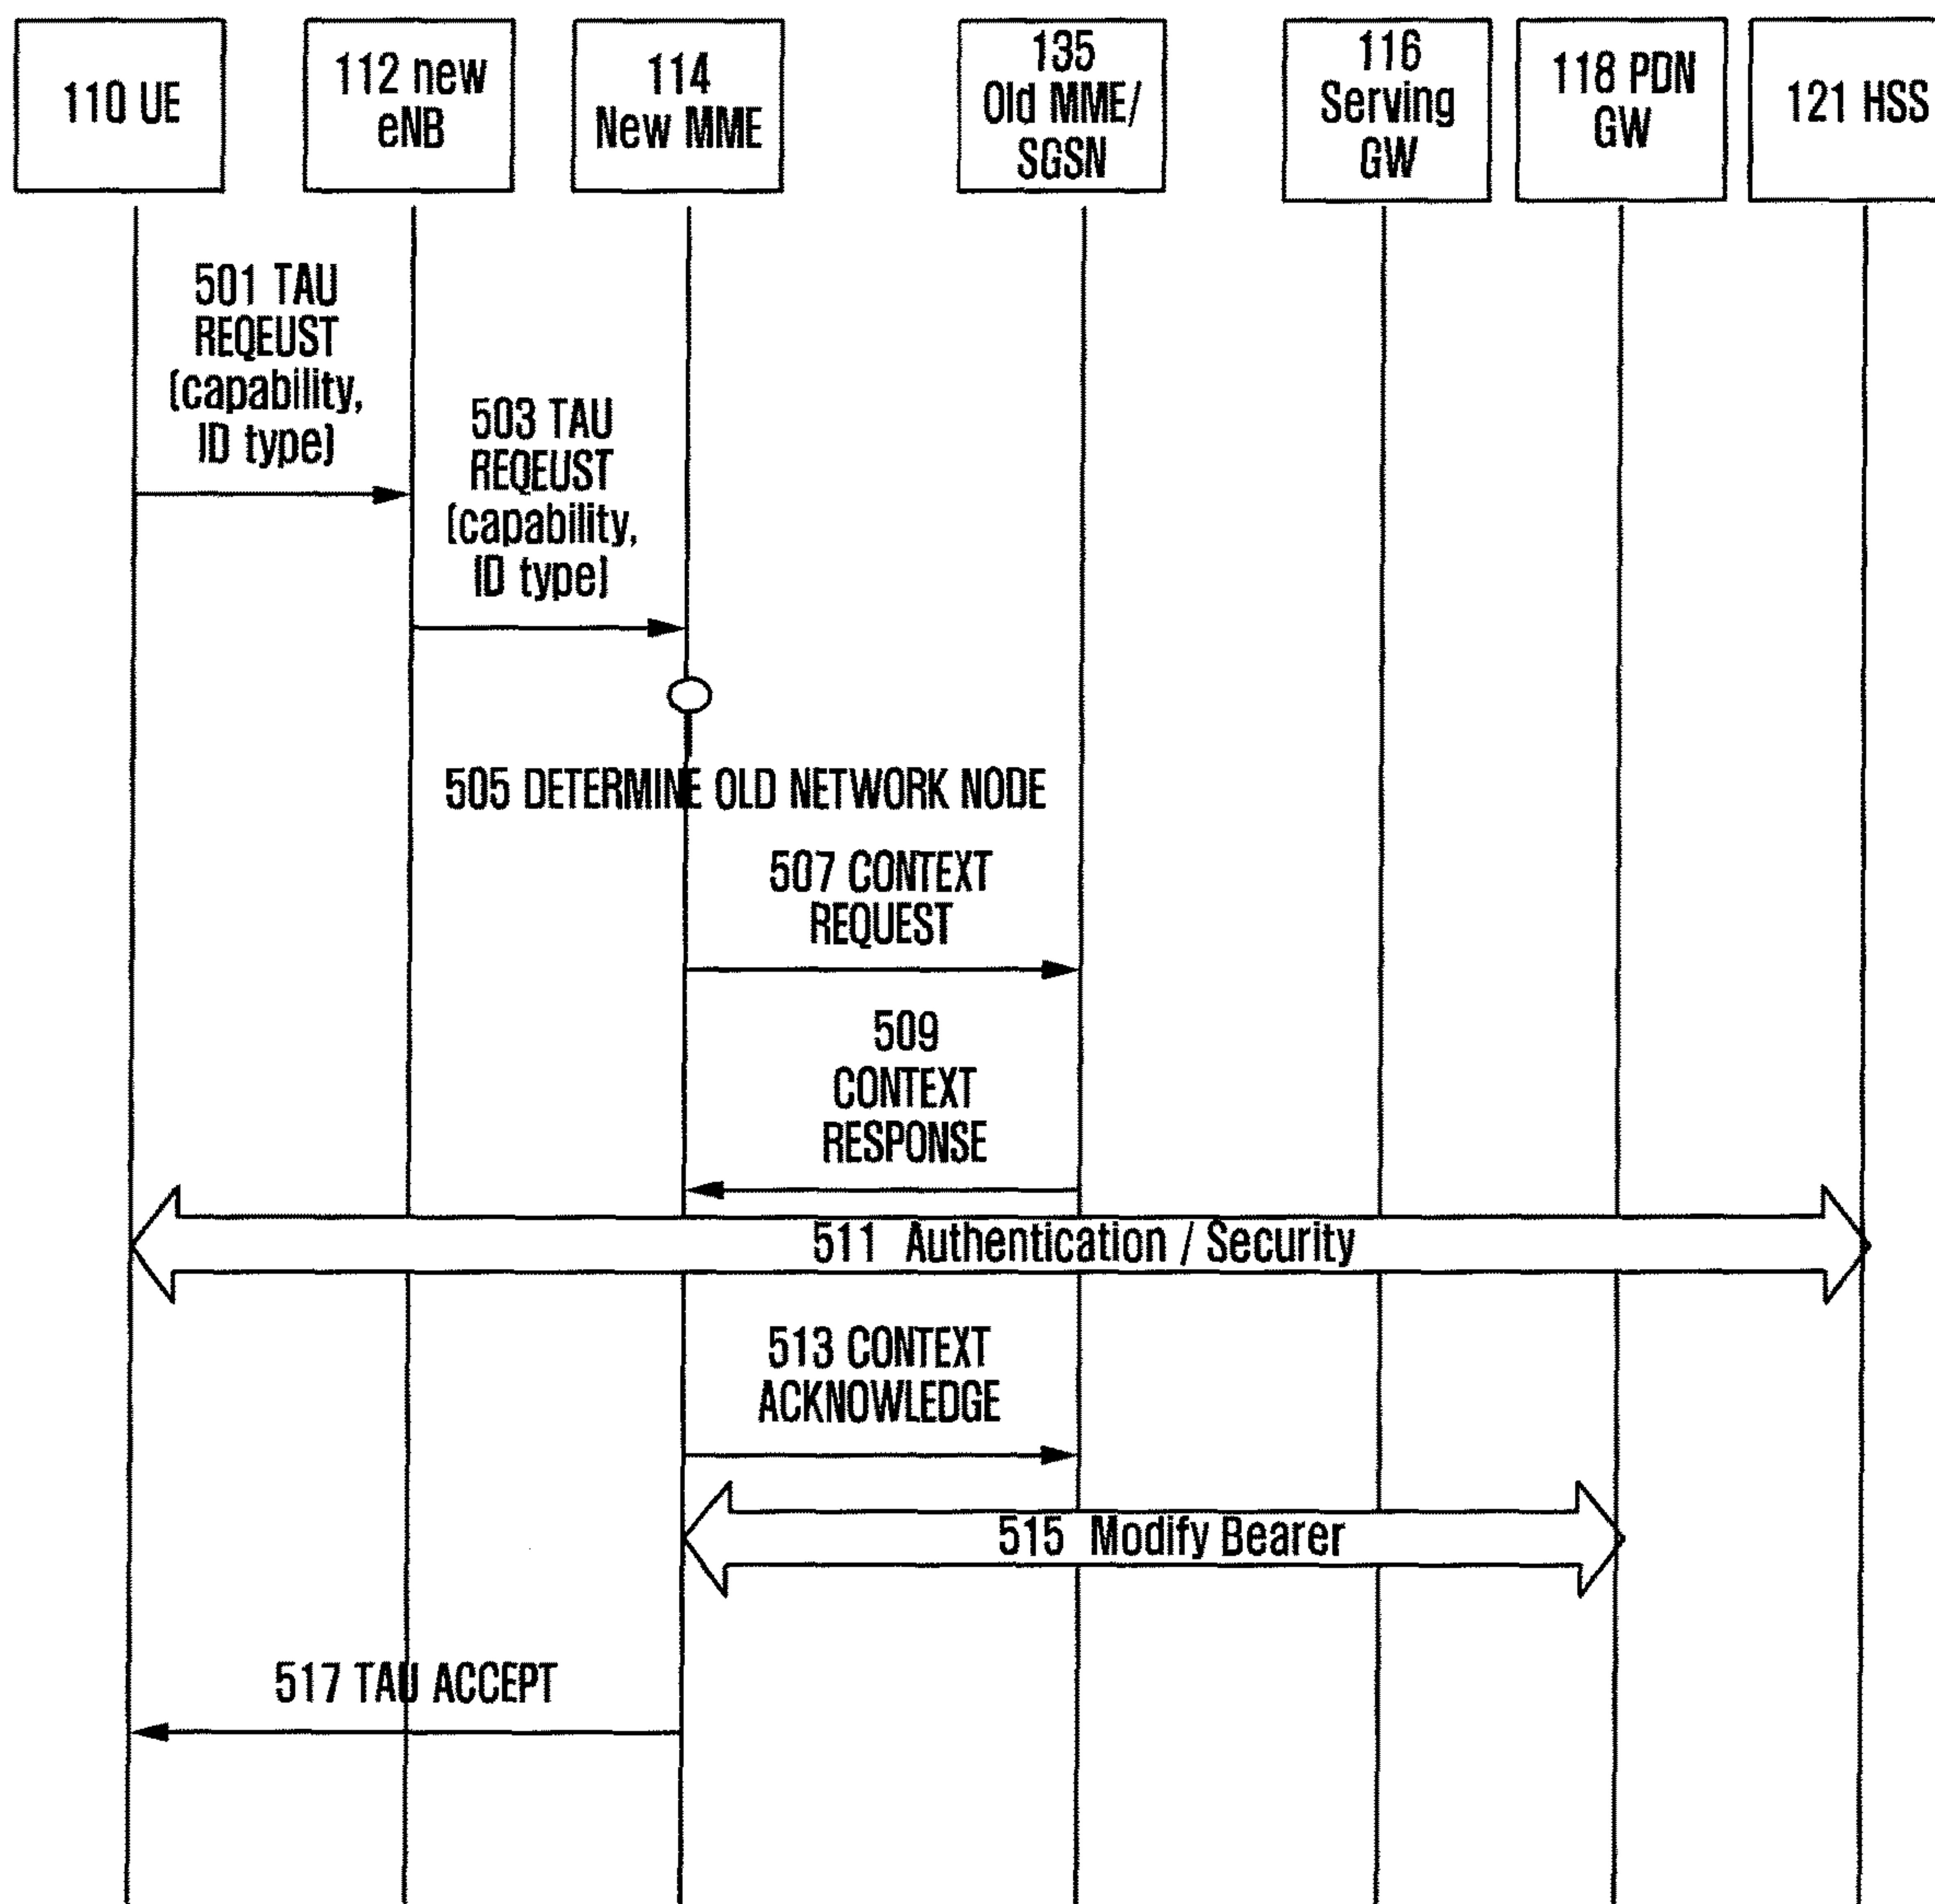 110 UE
112 new
eNB
114
New MME
135
Old MME/
SGSN
116
Serving
GW
118 PDN
GW
121 HSS
501 TAU
REQEUST
(capability,
ID type)
503 TAU
REQEUST
(capability,
ID type)
505 DETERMINE OLD NETWORK NODE
507 CONTEXT
REQUEST
509
CONTEXT
RESPONSE
511 Authentication / Security
513 CONTEXT
ACKNOWLEDGE
515 Modify Bearer
517 TAU ACCEPT